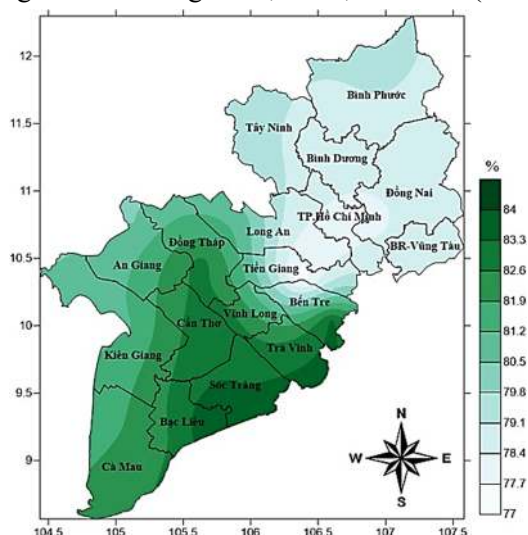 12
11.5
11
10.5
10
9.5
9
104.5 105 105.5 106 106.5 107 107.5
Bình Phước
Tây Ninh
Bình Dương
Đồng Nai
TP.Hồ Chí Minh
Long An
BR-Vũng Tàu
Đồng Tháp
An Giang
Tiền Giang
Bến Tre
Vĩnh Long
Cần Thơ
Trà Vinh
Kiên Giang
Sóc Trăng
Bạc Liêu
Cà Mau
N
W E
S
%
84
83.3
82.6
81.9
81.2
80.5
79.8
79.1
78.4
77.7
77